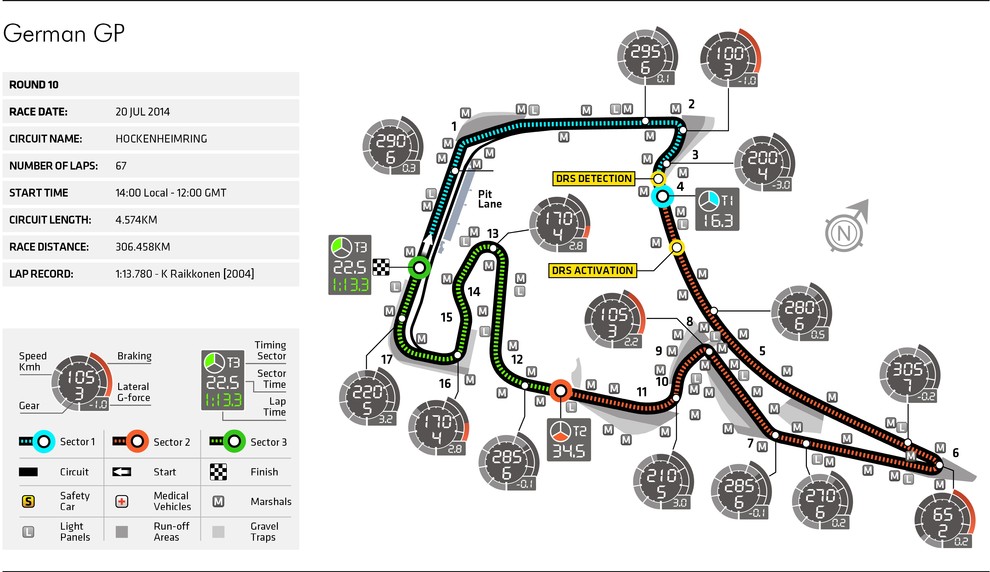 German GP
ROUND 10
RACE DATE: 20 JUL 2014
CIRCUIT NAME: HOCKENHEIMRING
NUMBER OF LAPS: 67
START TIME 14:00 Local - 12:00 GMT
CIRCUIT LENGTH: 4.574KM
RACE DISTANCE: 306.458KM
LAP RECORD: 1:13.780 - K Raikkonen [2004]
Speed Kmh
Braking
105
3
-1.0
Gear
Lateral G-force
T3
22.5
1:13.3
Timing Sector
Sector Time
Lap Time
Sector 1
Sector 2
Sector 3
Circuit
Start
Finish
S
Safety Car
Medical Vehicles
M
Marshals
L
Light Panels
Run-off Areas
Gravel Traps
295
6
0.1
100
3
-1.0
290
6
0.3
200
4
-3.0
1
2
3
4
DRS DETECTION
T1
16.3
Pit Lane
170
4
2.8
DRS ACTIVATION
T3
22.5
1:13.3
13
14
15
16
17
105
3
2.2
280
6
0.5
8
9
10
5
12
11
305
7
-0.2
220
5
3.2
170
4
2.8
285
6
-0.1
T2
34.5
210
5
3.0
7
285
6
-0.1
270
6
0.2
6
65
2
0.2
N